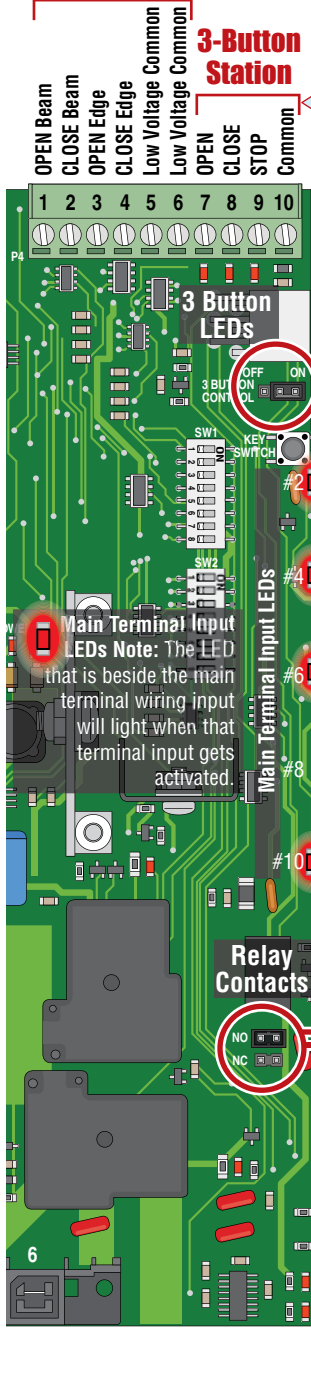 3-Button
Station
OPEN Beam
CLOSE Beam
OPEN Edge
CLOSE Edge
Low Voltage Common
Low Voltage Common
OPEN
CLOSE
STOP
Common
1 2 3 4 5 6 7 8 9 10
P4
3 Button
LEDs
OFF ON
3 BUTTON
CONTROL
SW1
ON
1 2 3 4 5 6 7 8
KEY
SWITCH
#2
SW2
ON
#4
Main Terminal Input LEDs
Main Terminal Input
LEDs Note: The LED
that is beside the main
terminal wiring input
will light when that
terminal input gets
activated.
#6
#8
#10
Relay
Contacts
NO
NC
6